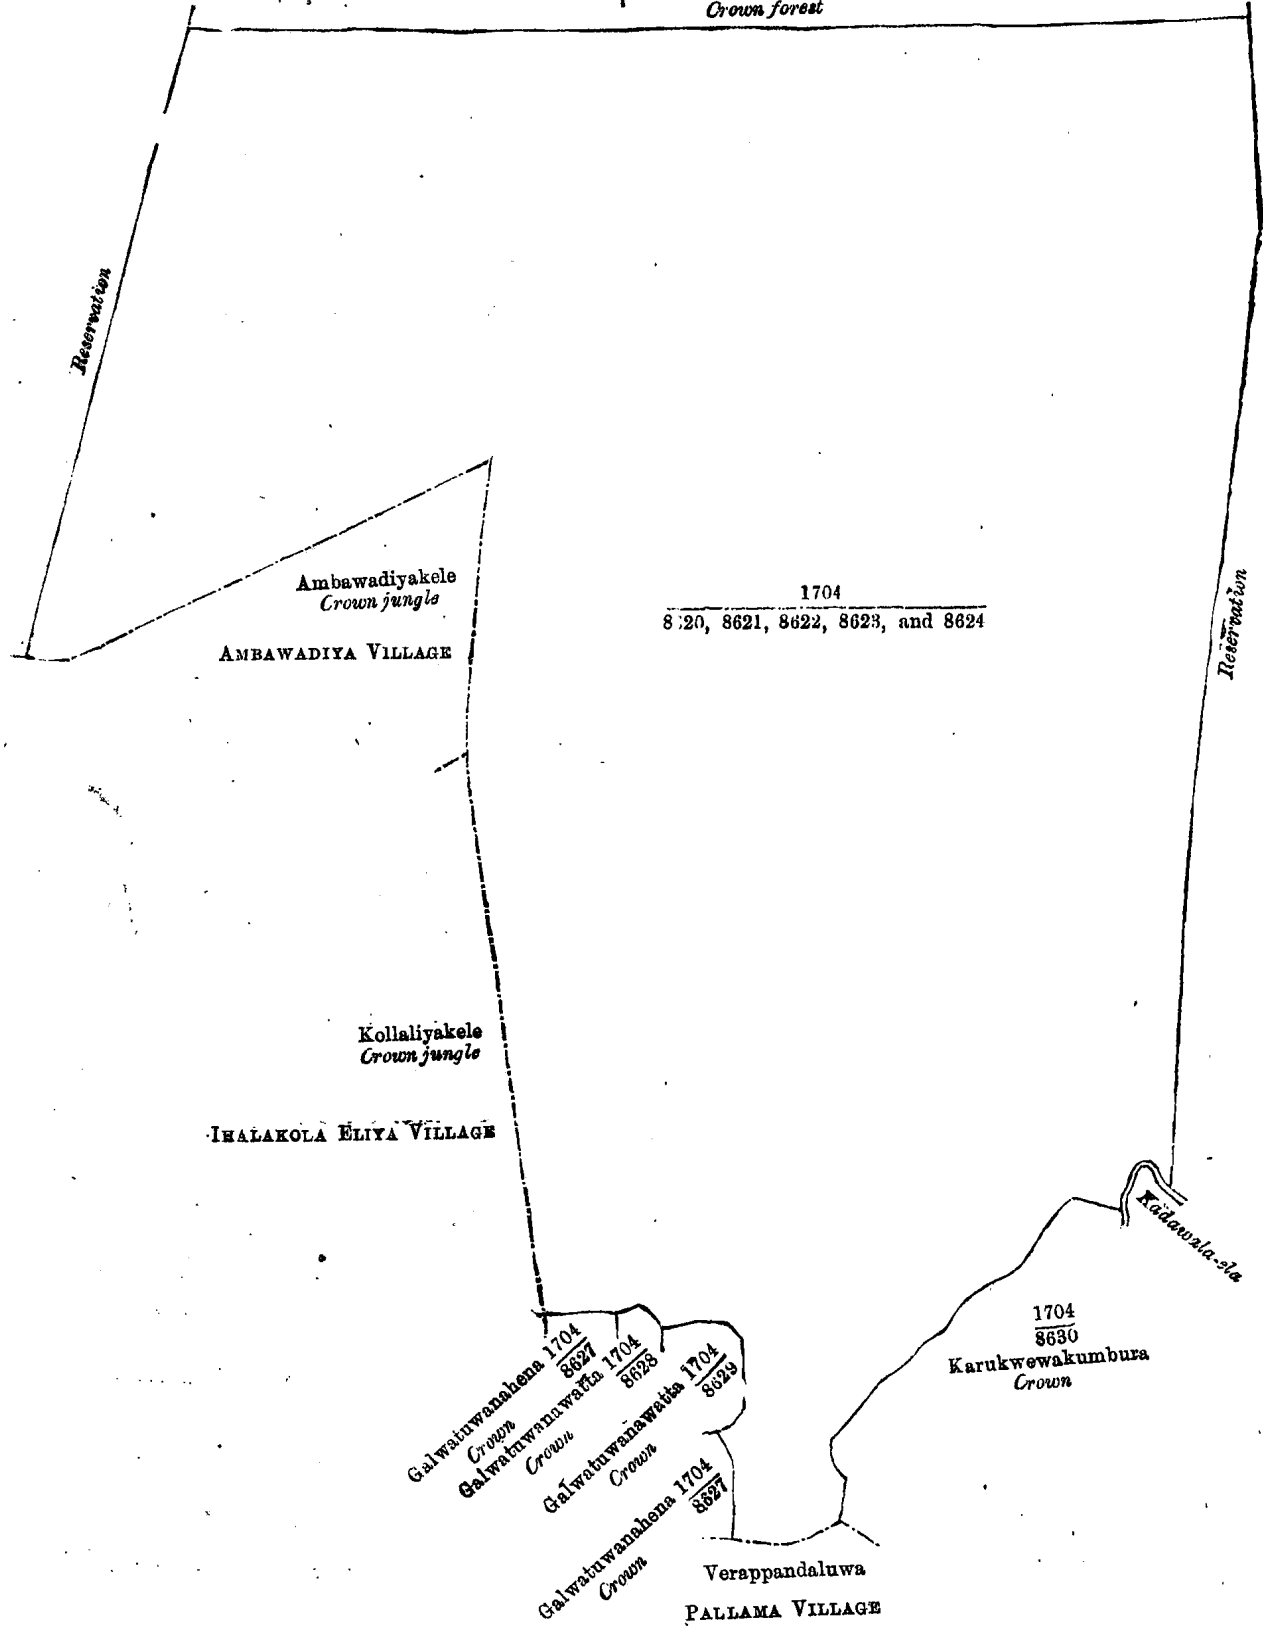 Crown forest
Reservation
Ambawadiyakele
Crown jungle
AMBAWADIYA VILLAGE
1704
8 20, 8621, 8622, 8623, and 8624
Reservation
Kollaliyakele
Crown jungle
IHALAKOLA ELIYA VILLAGE
Kadawala-ela
1704
8630
Karukwewakumbura
Crown
Galwatuwanahena 1704
8627
Crown
Galwatuwanawatta 1704
8628
Crown
Galwatuwanawatta 1704
8629
Crown
Galwatuwanahena 1704
8627
Crown
Verappandaluwa
PALLAMA VILLAGE